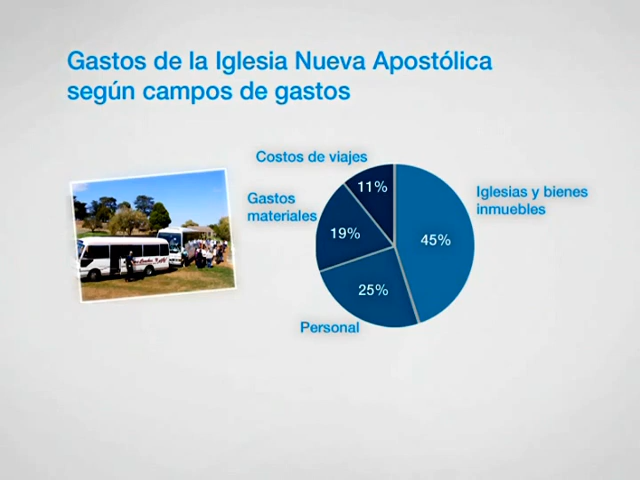 Gastos de la Iglesia Nueva Apostólica
según campos de gastos
Costos de viajes
11%
Gastos
materiales
19%
Iglesias y bienes
inmuebles
45%
25%
Personal